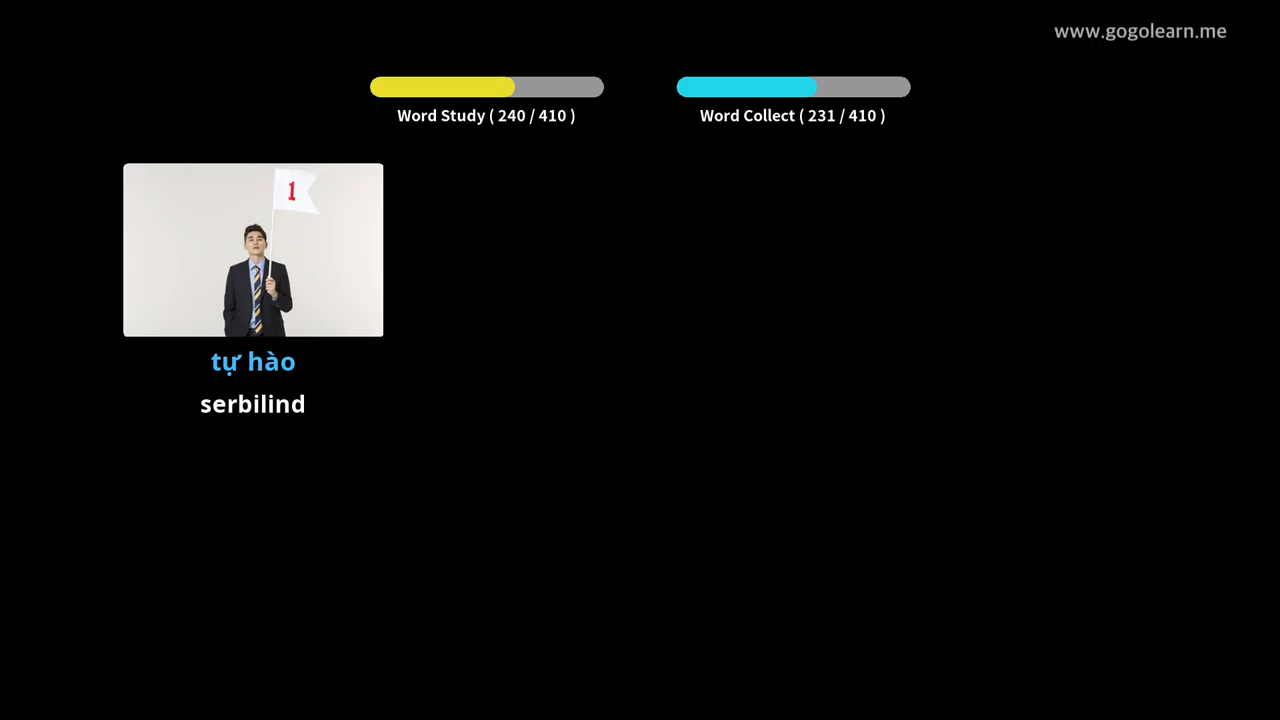 www.gogolearn.me
Word Study ( 240 / 410 )
Word Collect ( 231 / 410 )
1
tự hào
serbilind